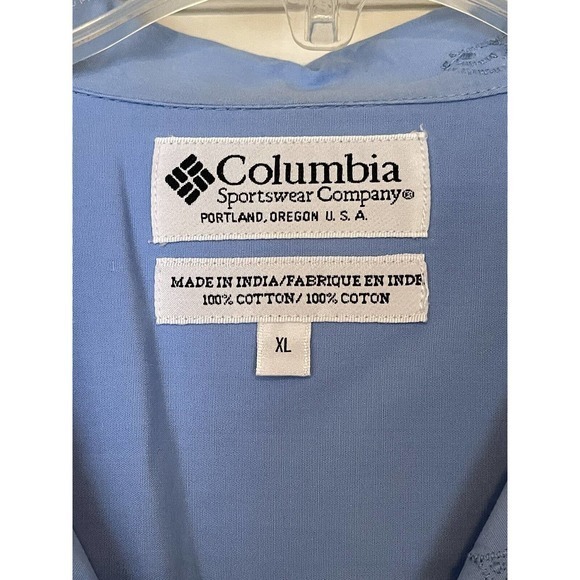 Columbia
Sportswear Company®
PORTLAND, OREGON U.S.A.
MADE IN INDIA/FABRIQUE EN INDE
100% COTTON/100% COTON
XL